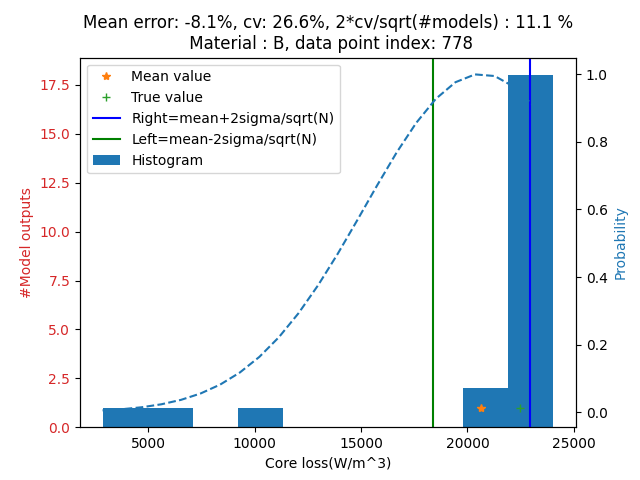 Mean error: -8.1%, cv: 26.6%, 2*cv/sqrt(#models) : 11.1 %
Material : B, data point index: 778
Mean value
True value
Right=mean+2sigma/sqrt(N)
Left=mean-2sigma/sqrt(N)
Histogram
#Model outputs
17.5
15.0
12.5
10.0
7.5
5.0
2.5
0.0
1.0
0.8
0.6
0.4
0.2
0.0
Probability
5000 10000 15000 20000 25000
Core loss(W/m^3)